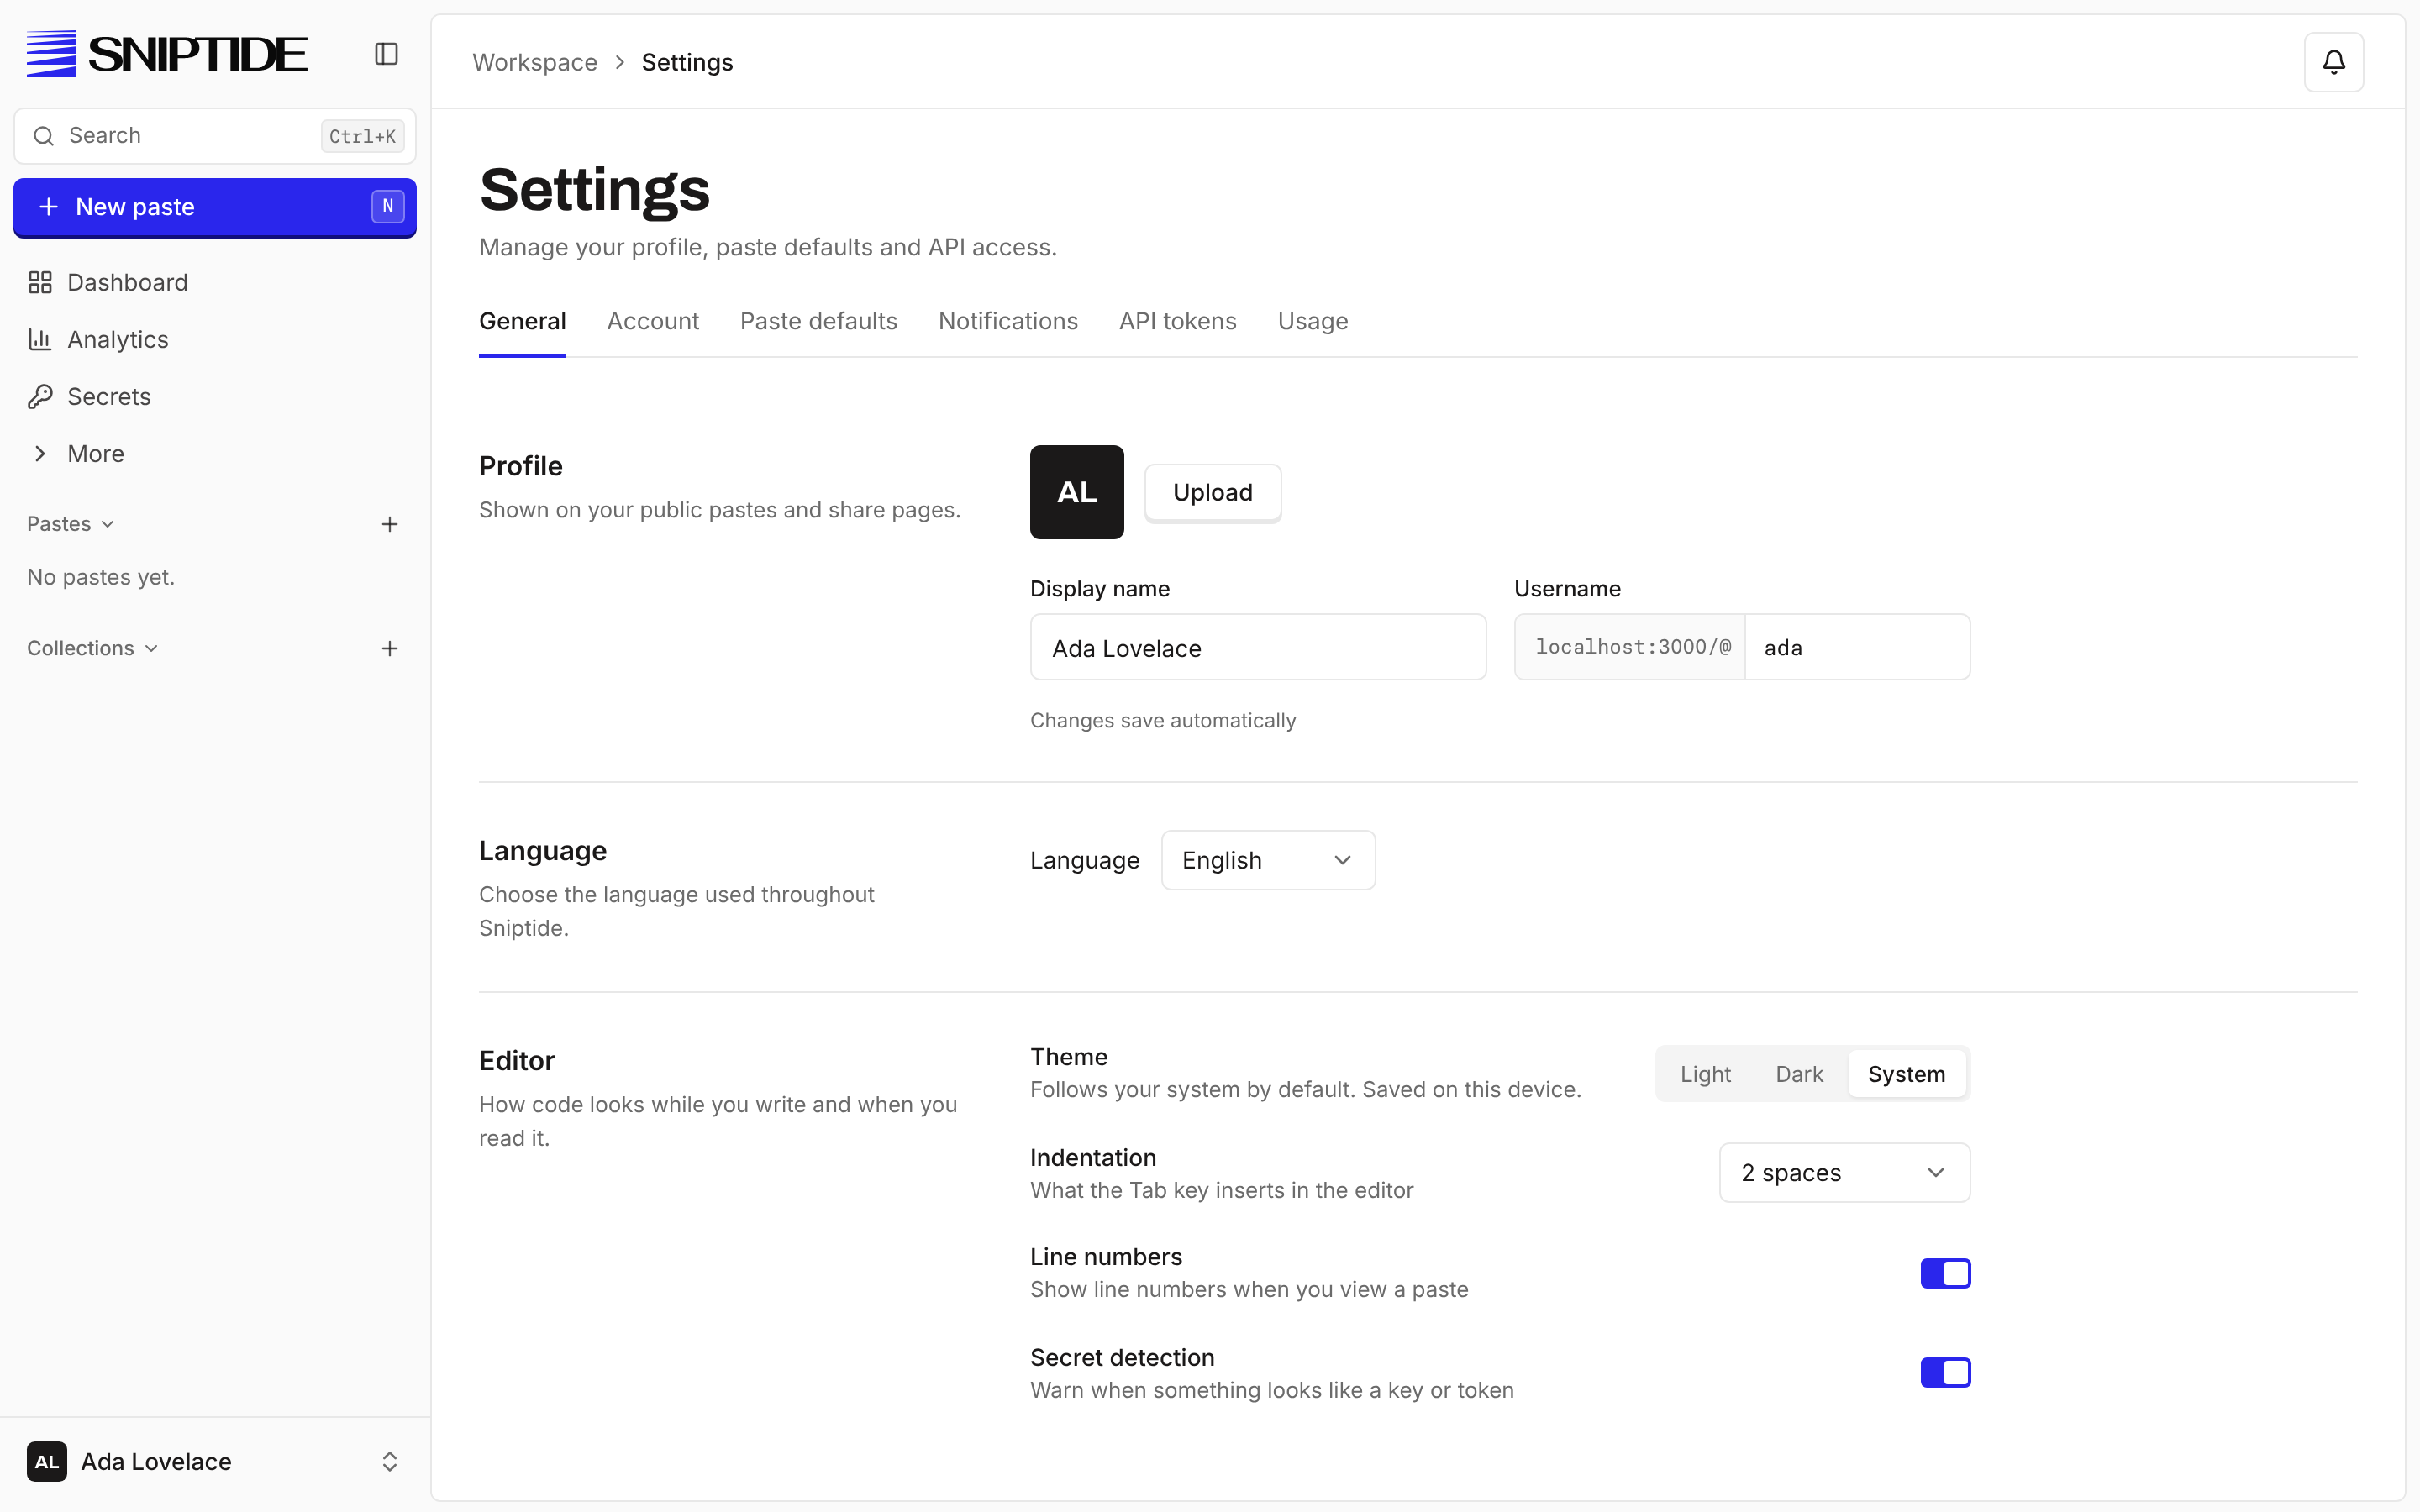 SNIPTIDE
Search Ctrl+K
New paste N
Dashboard
Analytics
Secrets
More
Pastes
No pastes yet.
Collections
AL Ada Lovelace
Workspace > Settings
Settings
Manage your profile, paste defaults and API access.
General Account Paste defaults Notifications API tokens Usage
Profile
Shown on your public pastes and share pages.
AL Upload
Display name Username
Ada Lovelace localhost:3000/@ ada
Changes save automatically
Language
Choose the language used throughout
Sniptide.
Language English
Editor
How code looks while you write and when you
read it.
Theme
Follows your system by default. Saved on this device.
Light Dark System
Indentation
What the Tab key inserts in the editor
2 spaces
Line numbers
Show line numbers when you view a paste
Secret detection
Warn when something looks like a key or token